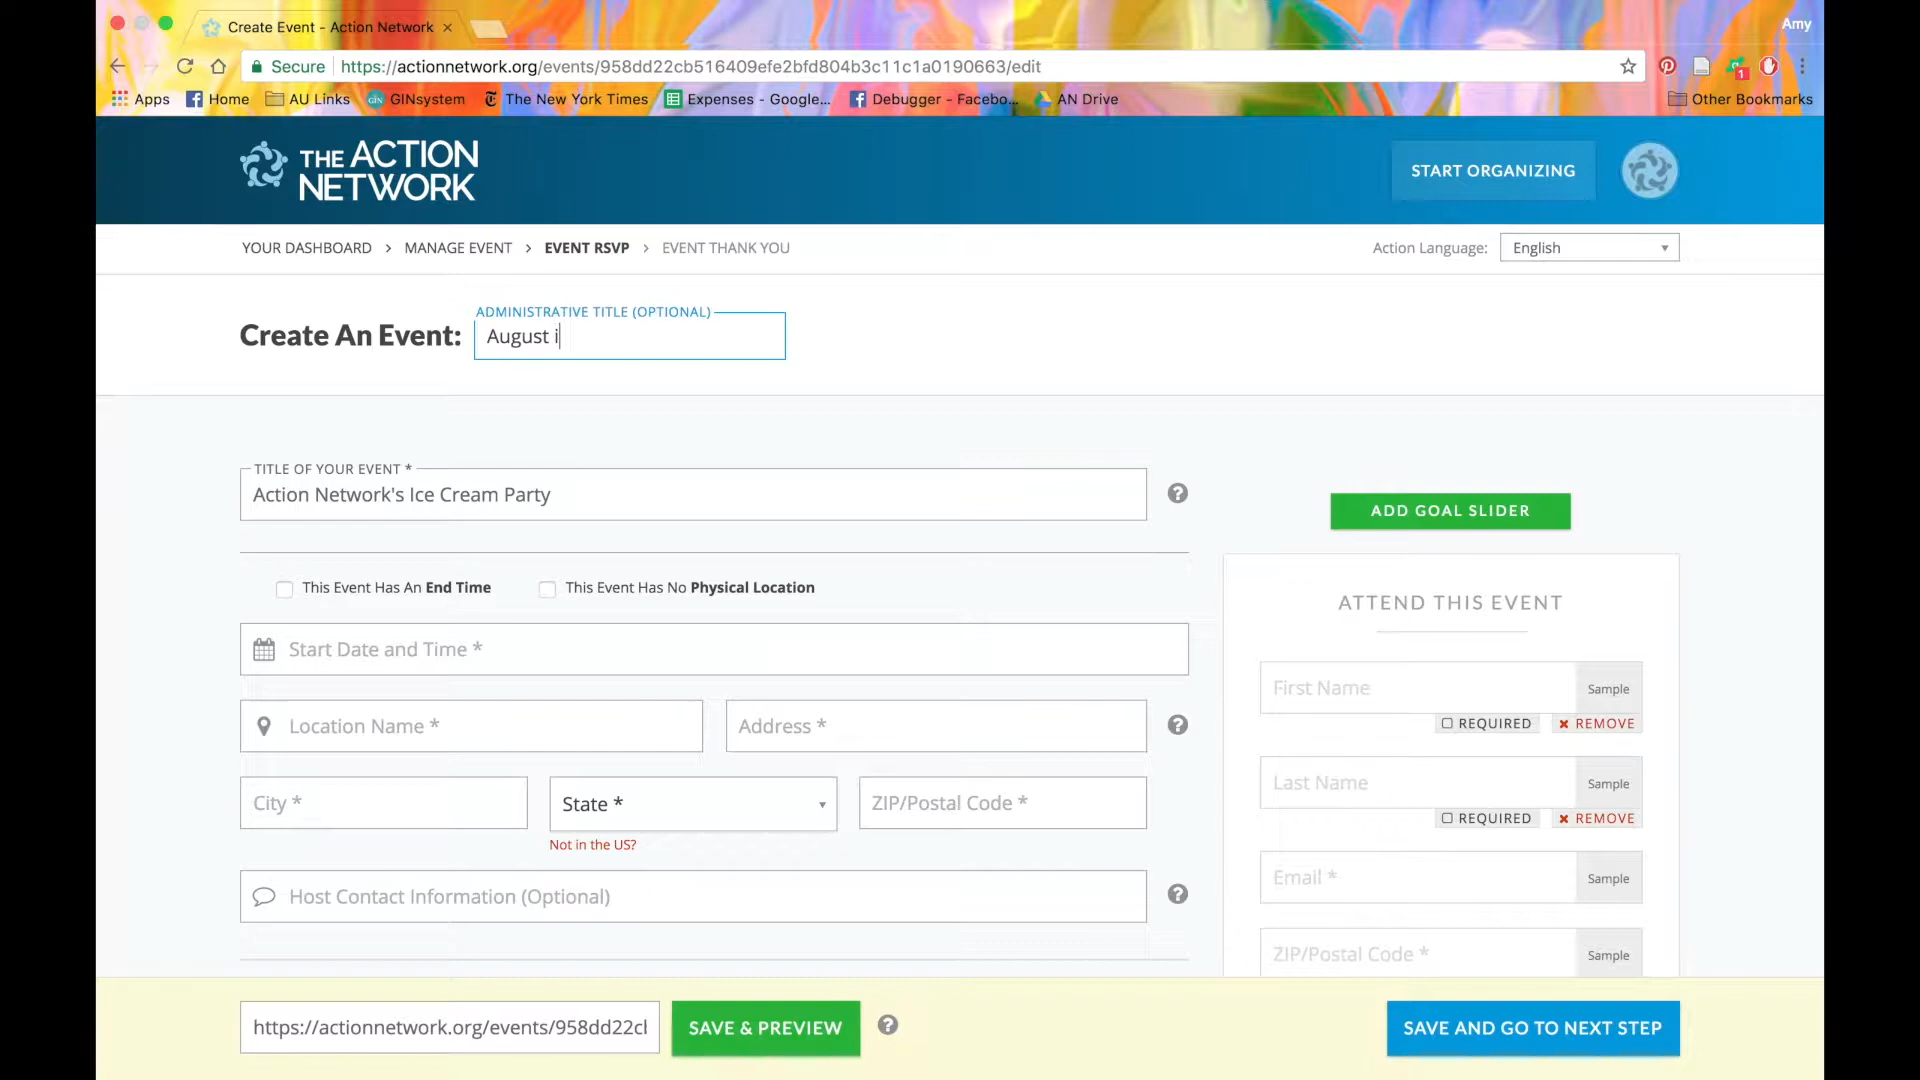 Create Event - Action Network ×
Amy
Secure https://actionnetwork.org/events/958dd22cb516409efe2bfd804b3c11c1a0190663/edit
1
Apps Home AU Links GIN GINsystem The New York Times Expenses - Google... Debugger - Facebo... AN Drive Other Bookmarks
THE ACTION
NETWORK
START ORGANIZING
YOUR DASHBOARD > MANAGE EVENT > EVENT RSVP > EVENT THANK YOU
Action Language: English
ADMINISTRATIVE TITLE (OPTIONAL)
Create An Event: August i
TITLE OF YOUR EVENT *
Action Network's Ice Cream Party
?
ADD GOAL SLIDER
This Event Has An End Time This Event Has No Physical Location
ATTEND THIS EVENT
Start Date and Time *
First Name Sample
REQUIRED REMOVE
Location Name * Address * ?
Last Name Sample
REQUIRED REMOVE
City * State * ZIP/Postal Code *
Not in the US?
Email * Sample
Host Contact Information (Optional) ?
ZIP/Postal Code * Sample
https://actionnetwork.org/events/958dd22cl SAVE & PREVIEW ? SAVE AND GO TO NEXT STEP